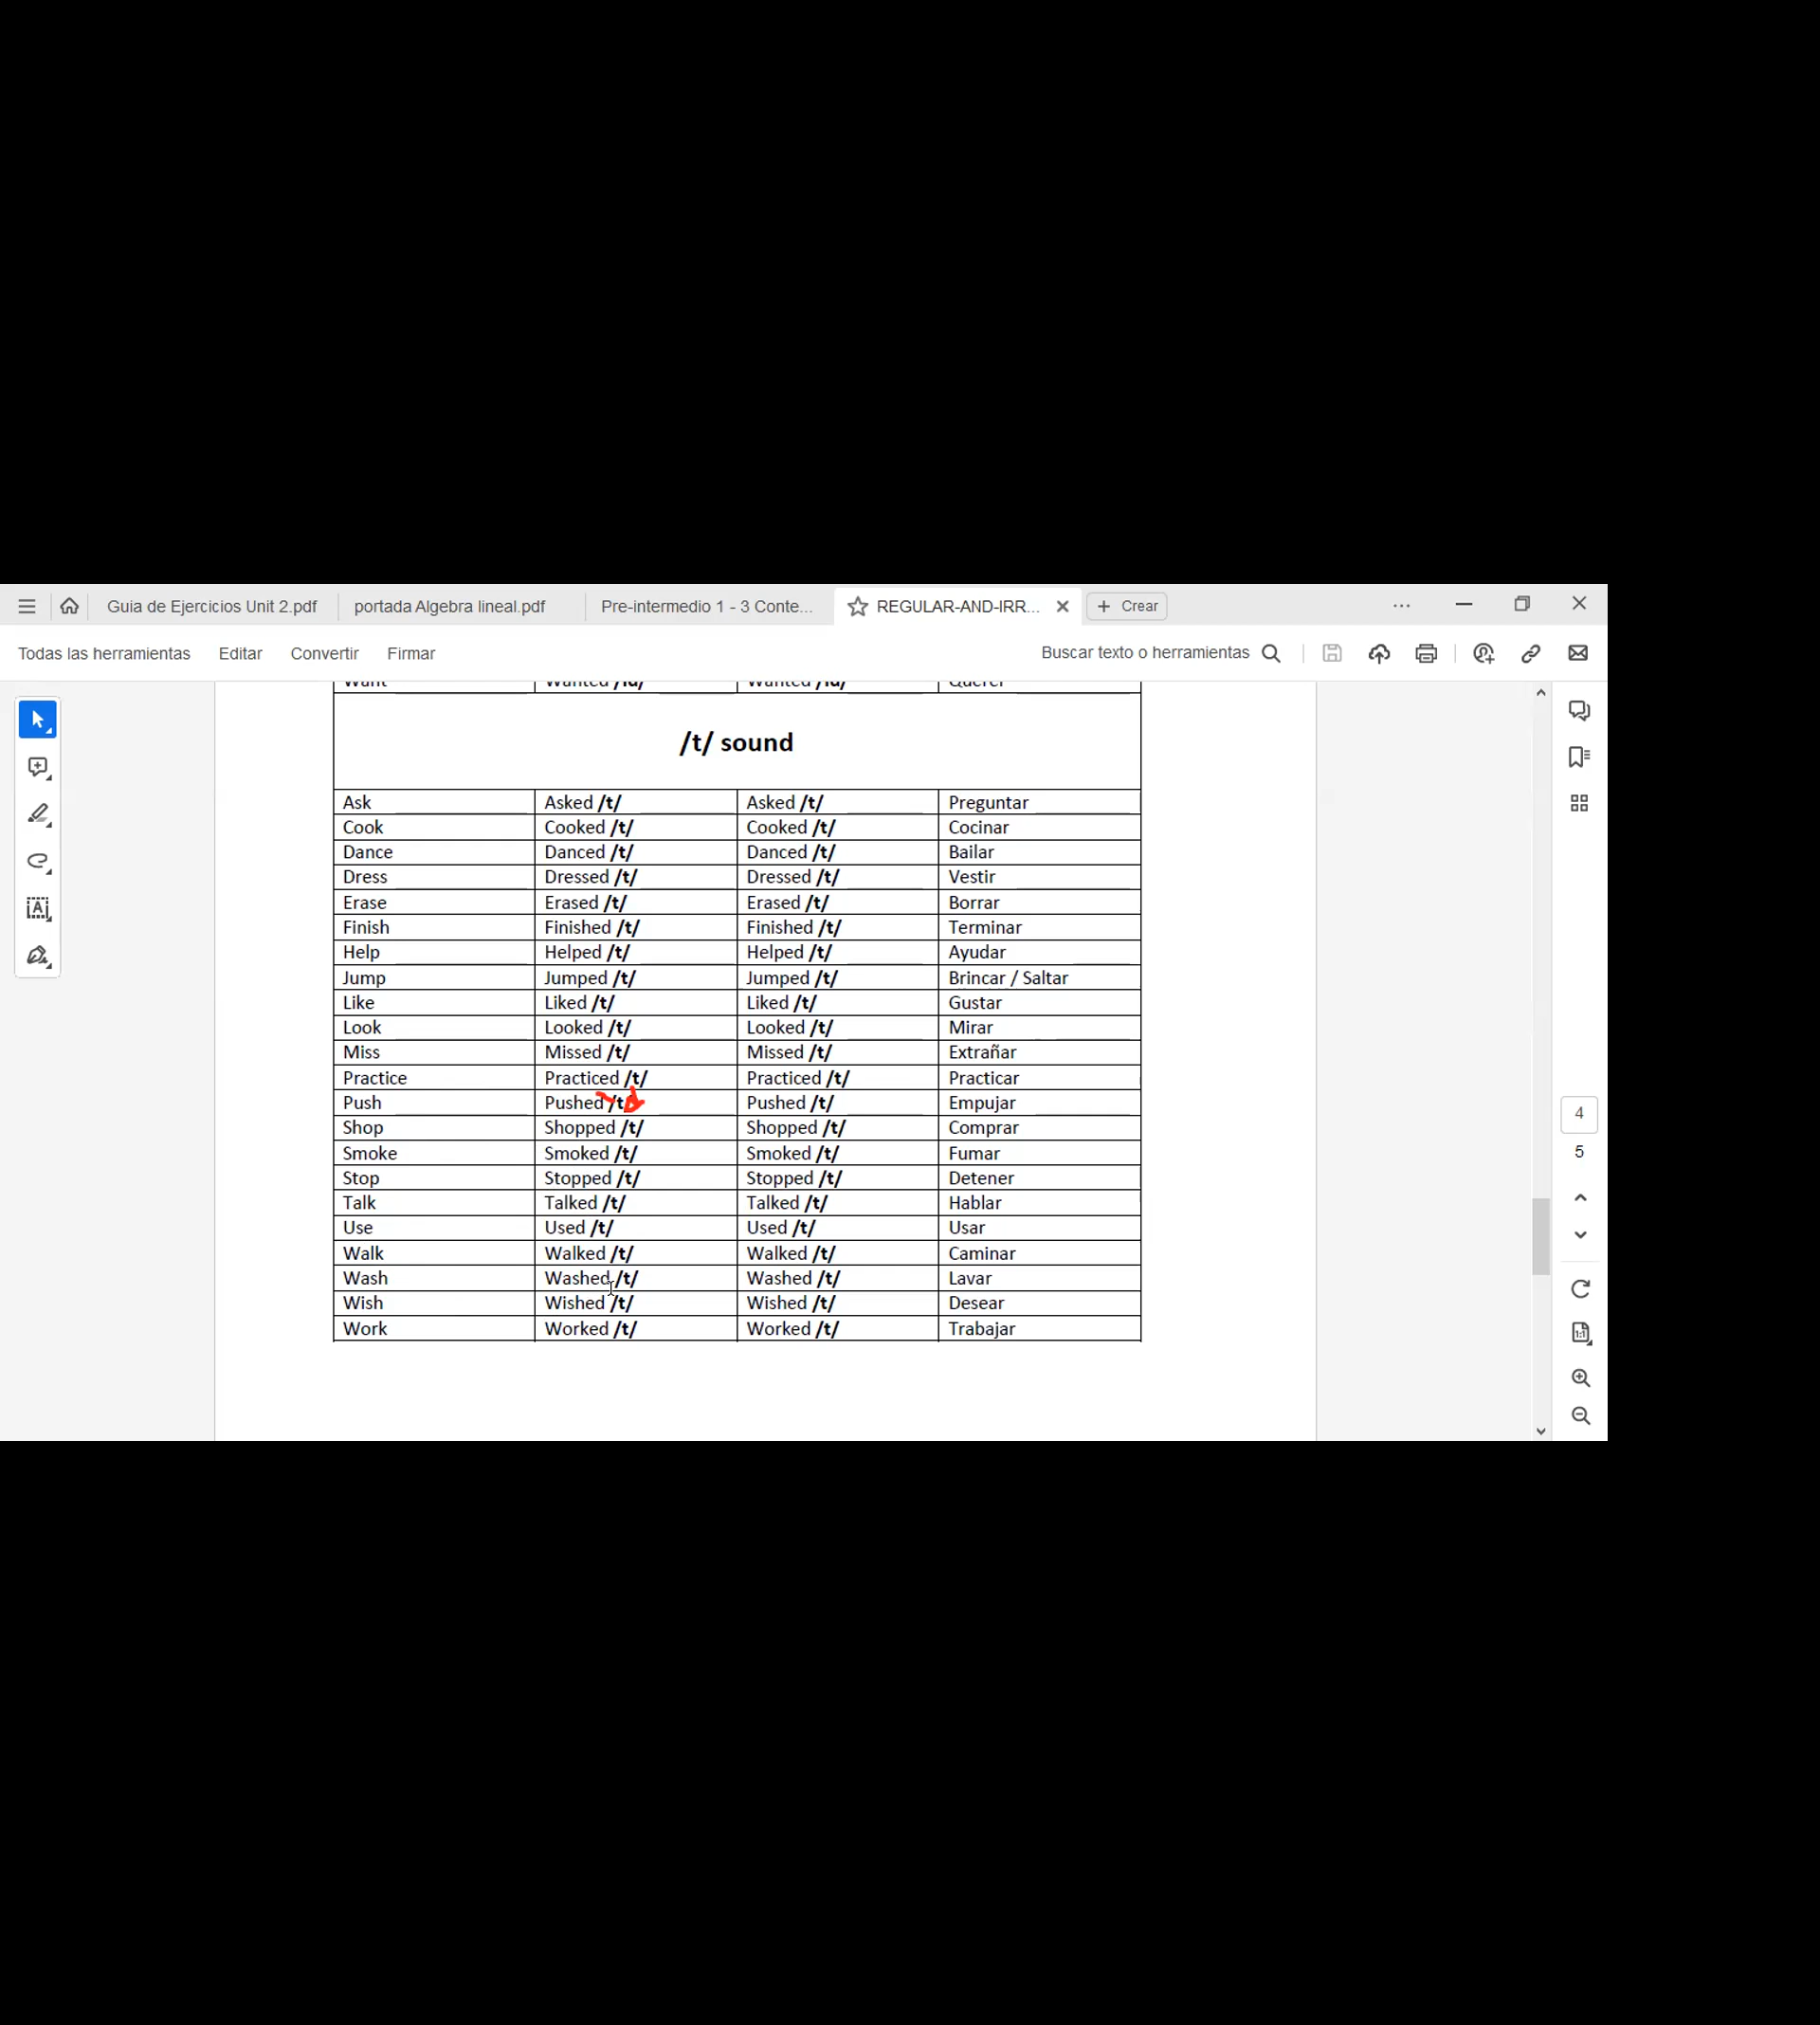 Guia de Ejercicios Unit 2.pdf portada Algebra lineal.pdf Pre-intermedio 1 - 3 Conte... REGULAR-AND-IRR... Crear
Todas las herramientas Editar Convertir Firmar Buscar texto o herramientas
Want Wanted /id/ Wanted /id/ Querer
/t/ sound
Ask Asked /t/ Asked /t/ Preguntar
Cook Cooked /t/ Cooked /t/ Cocinar
Dance Danced /t/ Danced /t/ Bailar
Dress Dressed /t/ Dressed /t/ Vestir
Erase Erased /t/ Erased /t/ Borrar
Finish Finished /t/ Finished /t/ Terminar
Help Helped /t/ Helped /t/ Ayudar
Jump Jumped /t/ Jumped /t/ Brincar / Saltar
Like Liked /t/ Liked /t/ Gustar
Look Looked /t/ Looked /t/ Mirar
Miss Missed /t/ Missed /t/ Extrañar
Practice Practiced /t/ Practiced /t/ Practicar
Push Pushed /t/ Pushed /t/ Empujar
Shop Shopped /t/ Shopped /t/ Comprar
Smoke Smoked /t/ Smoked /t/ Fumar
Stop Stopped /t/ Stopped /t/ Detener
Talk Talked /t/ Talked /t/ Hablar
Use Used /t/ Used /t/ Usar
Walk Walked /t/ Walked /t/ Caminar
Wash Washed /t/ Washed /t/ Lavar
Wish Wished /t/ Wished /t/ Desear
Work Worked /t/ Worked /t/ Trabajar
4
5